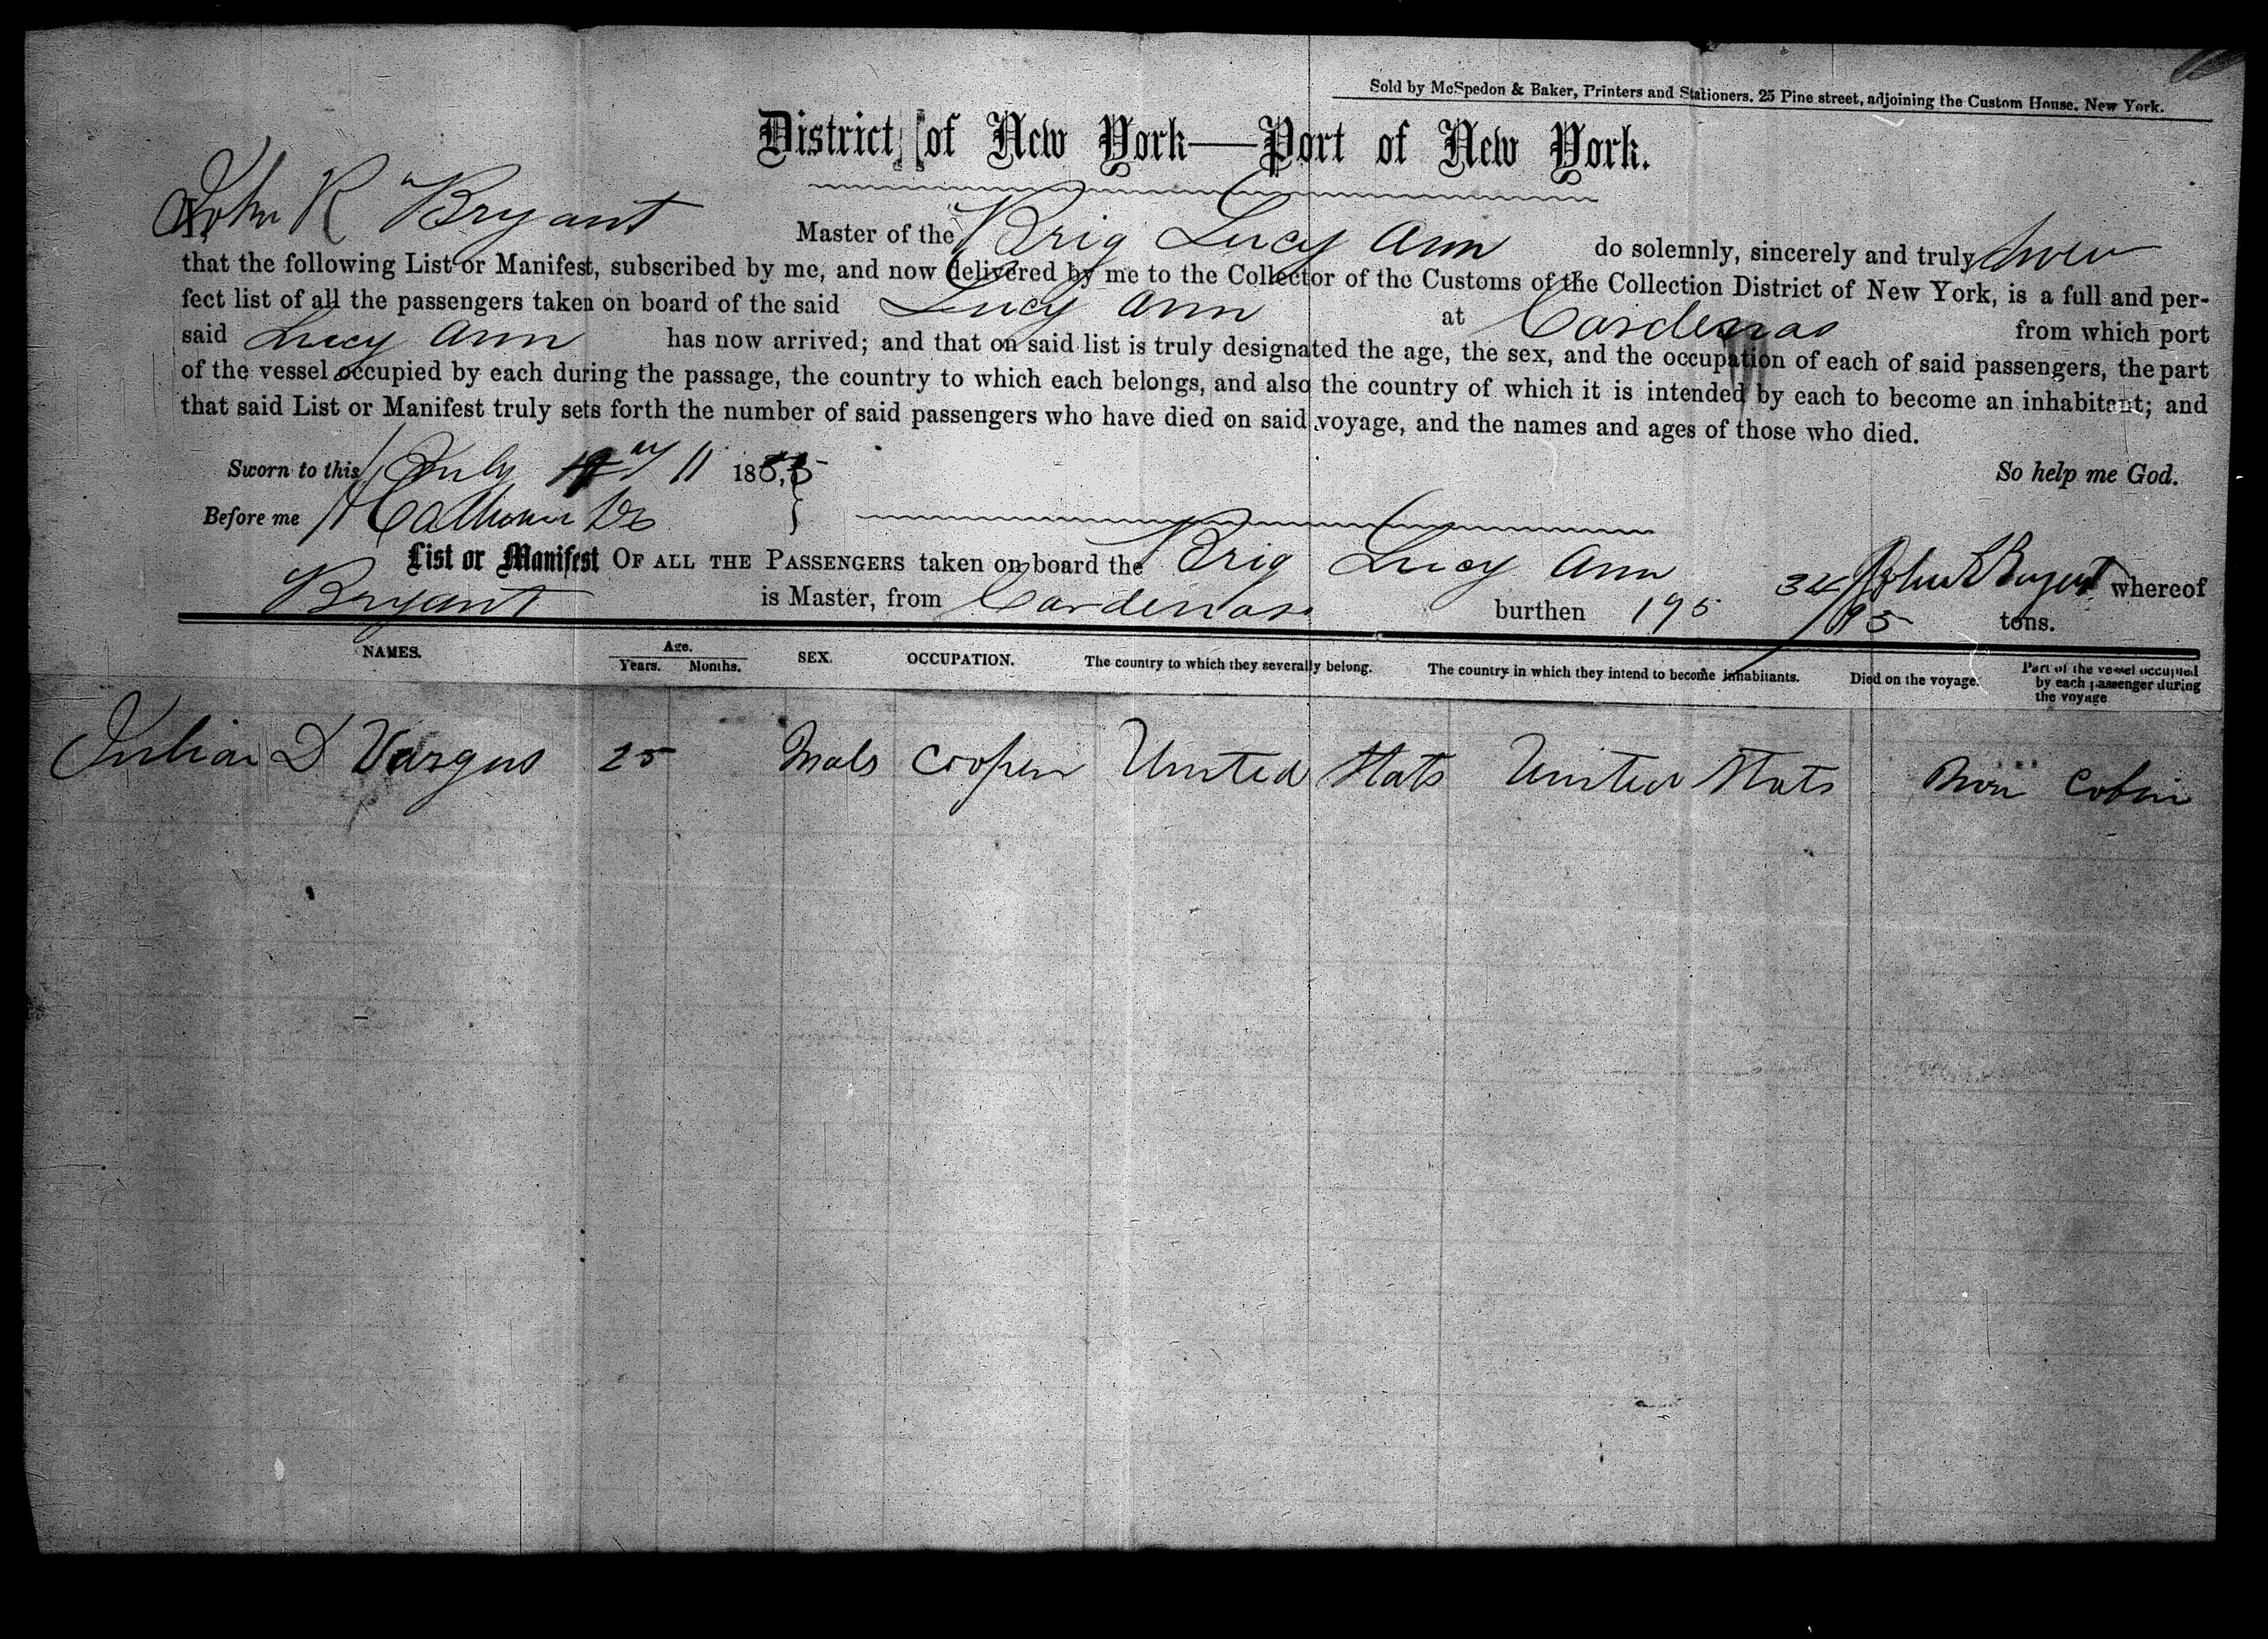 Sold by McSpedon & Baker, Printers and Stationers. 25 Pine street, adjoining the Custom House. New York.
District of New York—Port of New York.
I, John R Bryant Master of the Brig Lucy Ann do solemnly, sincerely and truly swear
that the following List or Manifest, subscribed by me, and now delivered by me to the Collector of the Customs of the Collection District of New York, is a full and per-
fect list of all the passengers taken on board of the said Lucy Ann at Cardenas from which port
said Lucy Ann has now arrived; and that on said list is truly designated the age, the sex, and the occupation of each of said passengers, the part
of the vessel occupied by each during the passage, the country to which each belongs, and also the country of which it is intended by each to become an inhabitant; and
that said List or Manifest truly sets forth the number of said passengers who have died on said voyage, and the names and ages of those who died.
Sworn to this July 11 1855 So help me God.
Before me
List or Manifest OF ALL THE PASSENGERS taken on board the Brig Lucy Ann John R Bryant whereof
Bryant is Master, from Cardenas burthen 195 34/95 tons.
NAMES. Age. Years. Months. SEX. OCCUPATION. The country to which they severally belong. The country in which they intend to become inhabitants. Died on the voyage. Part of the vessel occupied by each passenger during the voyage
Julian D Vargus 25 Male Cooper United Stats United Stats Non Cabin